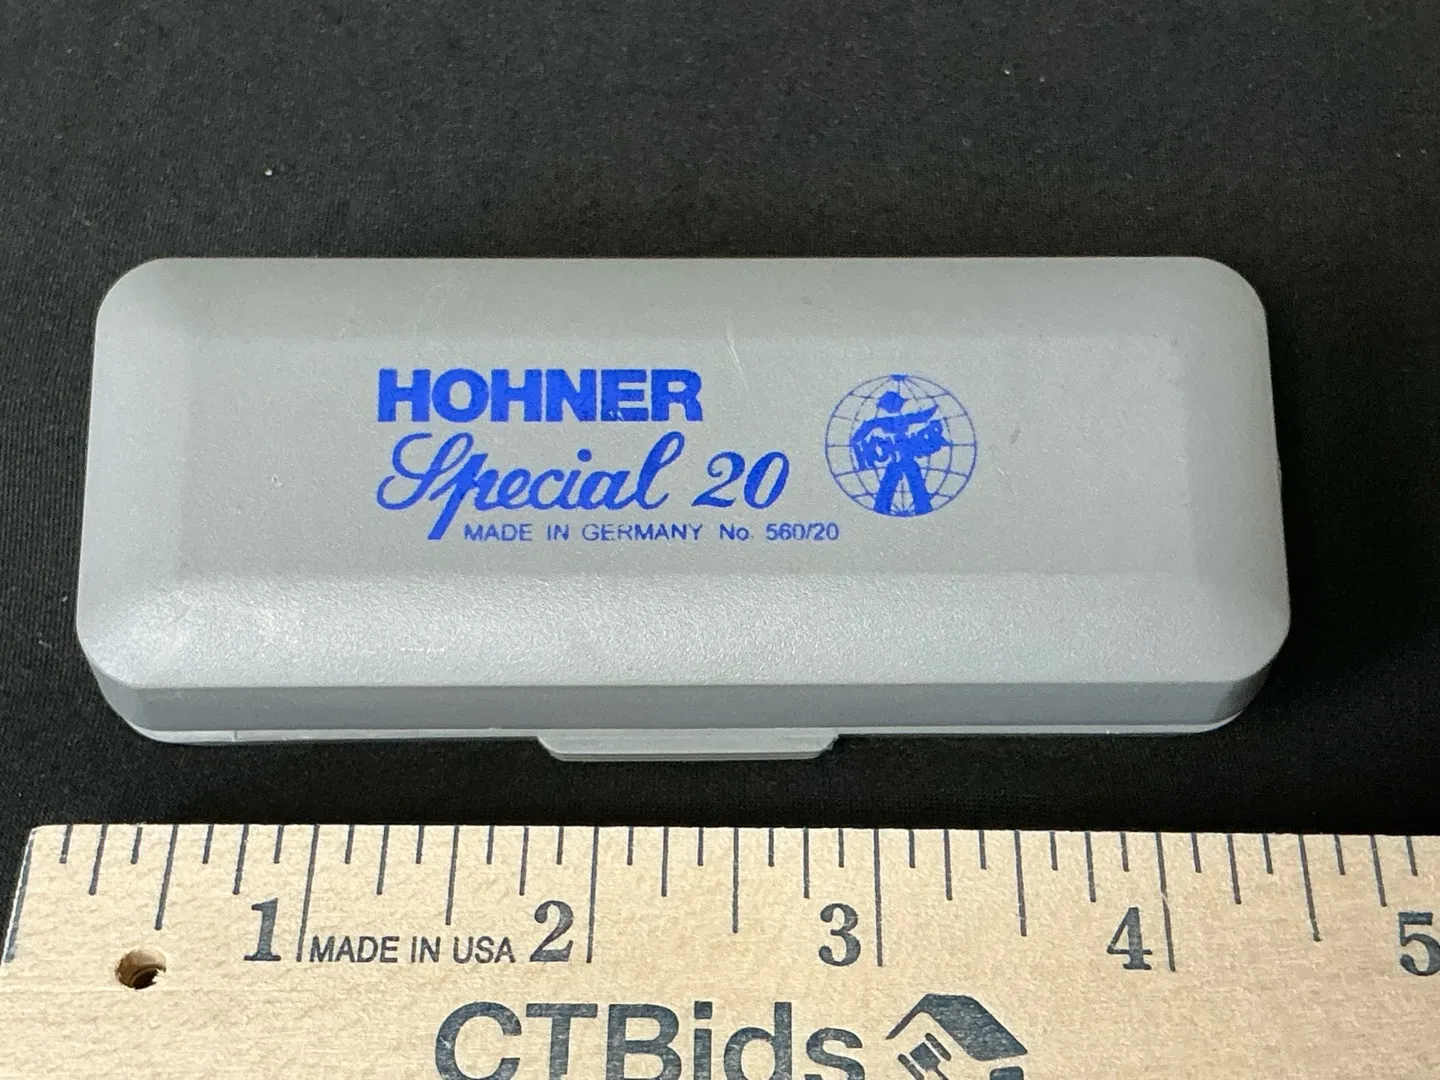 HOHNER
Special 20
HOHNER
MADE IN GERMANY No. 560/20
1 MADE IN USA 2 3 4 5
CTBids